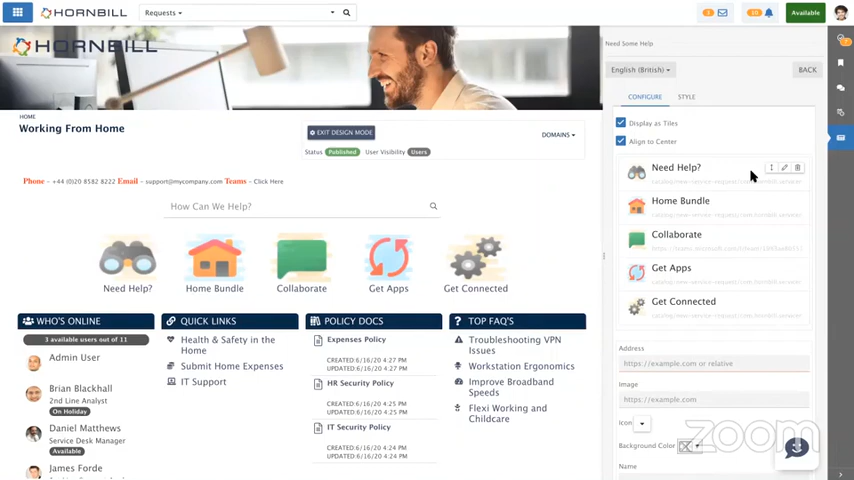 HORNBILL
Requests
Available
HORNBILL
HOME
Working From Home
EXIT DESIGN MODE
DOMAINS
Status Published User Visibility Users
Phone - +44 (0)20 8582 8222 Email - support@mycompany.com Teams - Click Here
How Can We Help?
Need Help?
Home Bundle
Collaborate
Get Apps
Get Connected
WHO'S ONLINE
3 available users out of 11
Admin User
Brian Blackhall
2nd Line Analyst
On Holiday
Daniel Matthews
Service Desk Manager
Available
James Forde
QUICK LINKS
Health & Safety in the
Home
Submit Home Expenses
IT Support
POLICY DOCS
Expenses Policy
CREATED:6/16/20 4:27 PM
UPDATED:6/16/20 4:27 PM
HR Security Policy
CREATED:6/16/20 4:25 PM
UPDATED:6/16/20 4:25 PM
IT Security Policy
CREATED:6/16/20 4:24 PM
UPDATED:6/16/20 4:24 PM
TOP FAQ'S
Troubleshooting VPN
Issues
Workstation Ergonomics
Improve Broadband
Speeds
Flexi Working and
Childcare
Need Some Help
English (British)
BACK
CONFIGURE
STYLE
Display as Tiles
Align to Center
Need Help?
Home Bundle
Collaborate
Get Apps
Get Connected
Address
https://example.com or relative
Image
https://example.com
Icon
Background Color
Name
zoom